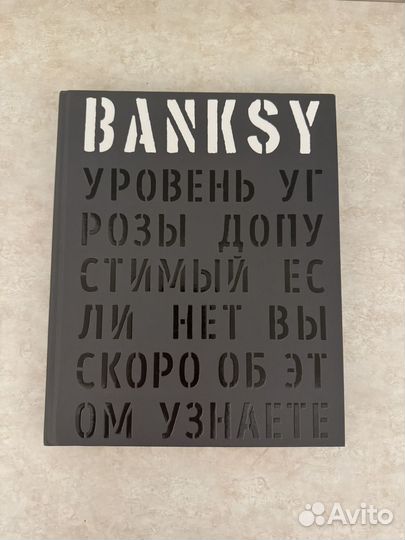 BANKSY
УРОВЕНЬ УГ
РОЗЫ ДОПУ
СТИМЫЙ ЕС
ЛИ НЕТ ВЫ
СКОРО ОБ ЭТ
ОМ УЗНАЕТЕ
Avito